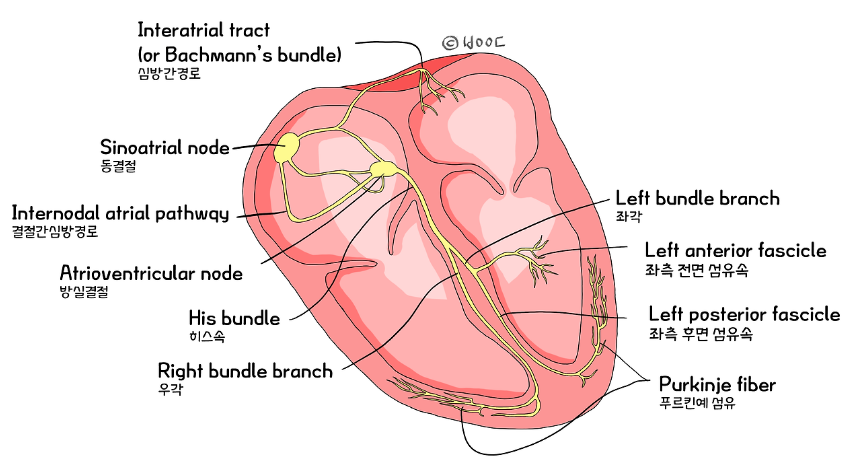 Interatrial tract
(or Bachmann's bundle)
심방간경로
©WOOC
Sinoatrial node
동결절
Internodal atrial pathway
결절간심방경로
Atrioventricular node
방실결절
His bundle
히스속
Right bundle branch
우각
Left bundle branch
좌각
Left anterior fascicle
좌측 전면 섬유속
Left posterior fascicle
좌측 후면 섬유속
Purkinje fiber
푸르킨예 섬유